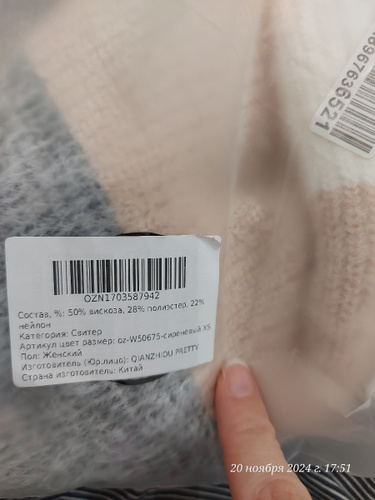 8967636521
OZN1703587942
Состав, %: 50% вискоза, 28% полиэстер, 22%
нейлон
Категория: Свитер
Артикул цвет размер: oz-W50675-сиреневый XS
Пол: Женский
Изготовитель (Юр.лицо): QIANZHIDU PRETTY
Страна изготовитель: Китай
20 ноября 2024 г. 17:51